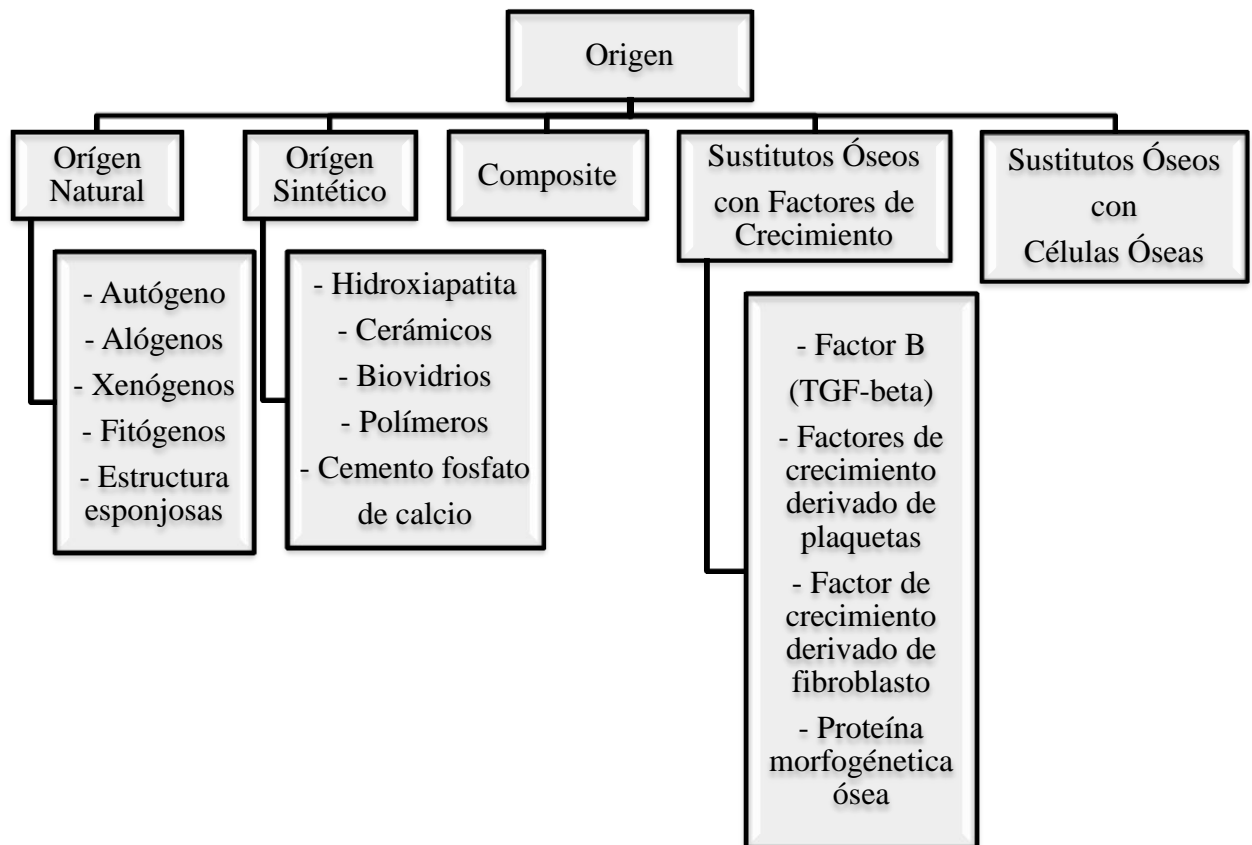 Origen
Orígen
Natural
- Autógeno
- Alógenos
- Xenógenos
- Fitógenos
- Estructura
esponjosas
Orígen
Sintético
- Hidroxiapatita
- Cerámicos
- Biovidrios
- Polímeros
- Cemento fosfato
de calcio
Composite
Sustitutos Óseos
con Factores de
Crecimiento
- Factor B
(TGF-beta)
- Factores de
crecimiento
derivado de
plaquetas
- Factor de
crecimiento
derivado de
fibroblasto
- Proteína
morfogénetica
ósea
Sustitutos Óseos
con
Células Óseas